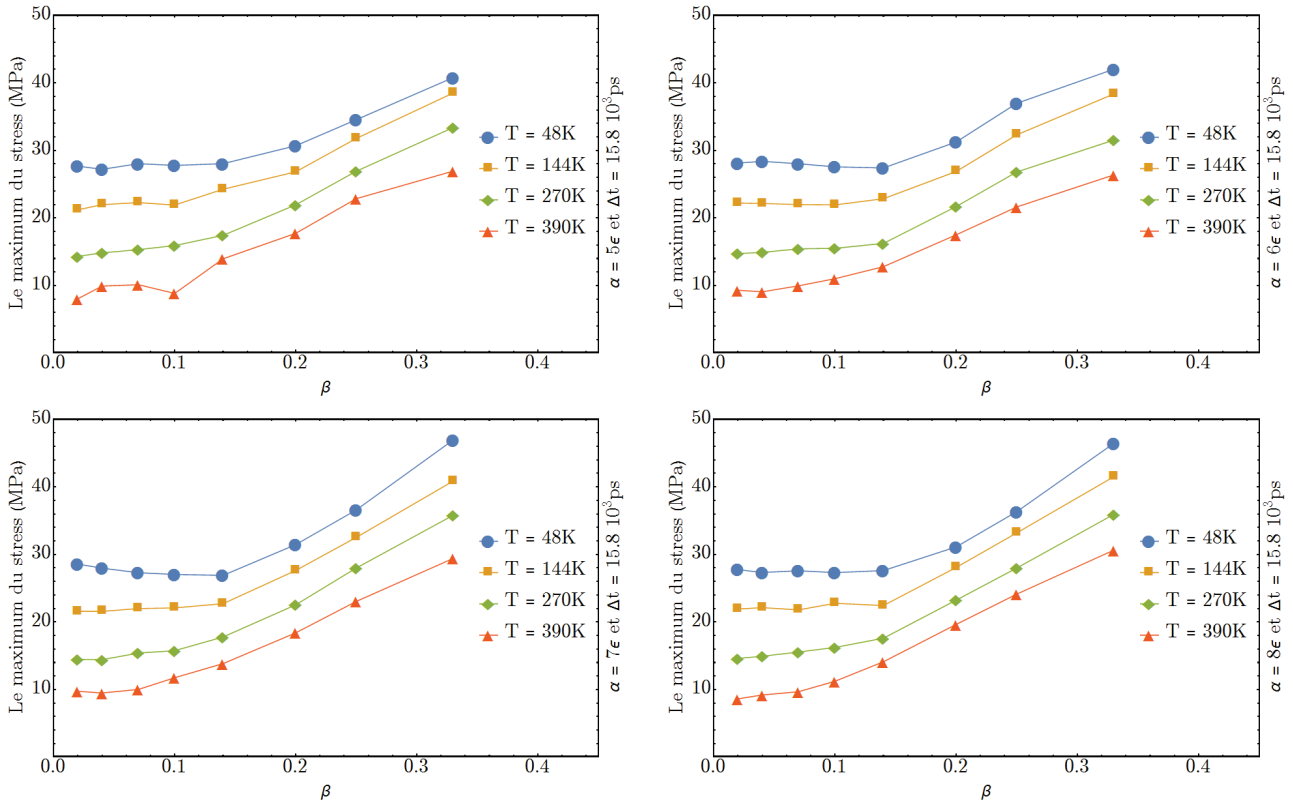 50
40
30
20
10
0.0 0.1 0.2 0.3 0.4
β
Le maximum du stress (MPa)
T = 48K
T = 144K
T = 270K
T = 390K
α = 5ϵ et Δt = 15.8 10³ps
50
40
30
20
10
0.0 0.1 0.2 0.3 0.4
β
Le maximum du stress (MPa)
T = 48K
T = 144K
T = 270K
T = 390K
α = 6ϵ et Δt = 15.8 10³ps
50
40
30
20
10
0.0 0.1 0.2 0.3 0.4
β
Le maximum du stress (MPa)
T = 48K
T = 144K
T = 270K
T = 390K
α = 7ϵ et Δt = 15.8 10³ps
50
40
30
20
10
0.0 0.1 0.2 0.3 0.4
β
Le maximum du stress (MPa)
T = 48K
T = 144K
T = 270K
T = 390K
α = 8ϵ et Δt = 15.8 10³ps